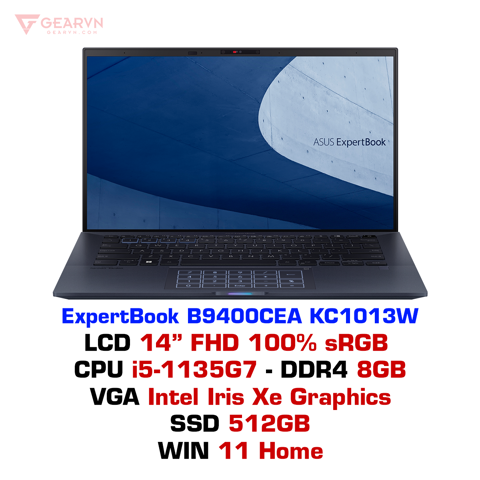 GEARVN
GEARVN.COM
ASUS ExpertBook
ExpertBook B9400CEA KC1013W
LCD 14” FHD 100% sRGB
CPU i5-1135G7 - DDR4 8GB
VGA Intel Iris Xe Graphics
SSD 512GB
WIN 11 Home